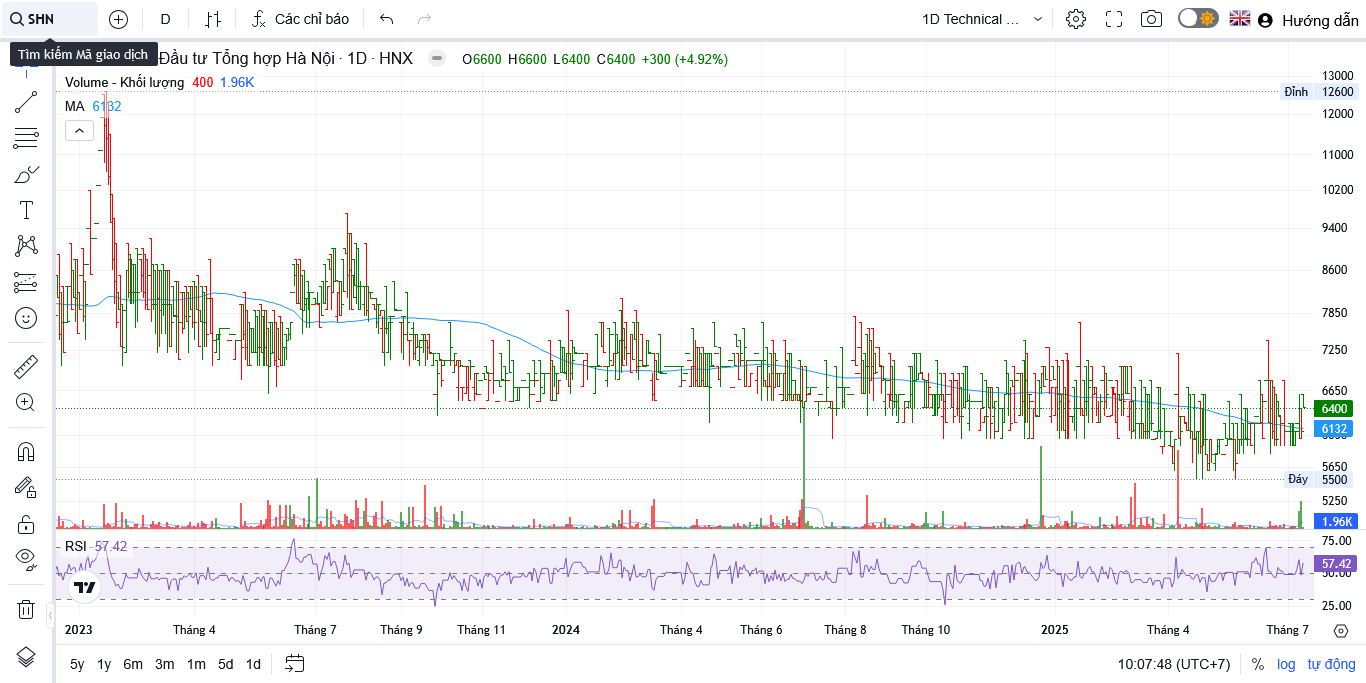 SHN
D
Các chỉ báo
1D Technical ...
Hướng dẫn
Tìm kiếm Mã giao dịch
Đầu tư Tổng hợp Hà Nội · 1D · HNX
O6600 H6600 L6400 C6400 +300 (+4.92%)
Volume - Khối lượng 400 1.96K
MA 6132
13000
Đỉnh 12600
12000
11000
10200
9400
8600
7850
7250
6650
6400
6132
6000
5650
Đáy 5500
5250
1.96K
RSI 57.42
75.00
57.42
50.00
25.00
2023 Tháng 4 Tháng 7 Tháng 9 Tháng 11 2024 Tháng 4 Tháng 6 Tháng 8 Tháng 10 2025 Tháng 4 Tháng 7
5y 1y 6m 3m 1m 5d 1d
10:07:48 (UTC+7) % log tự động